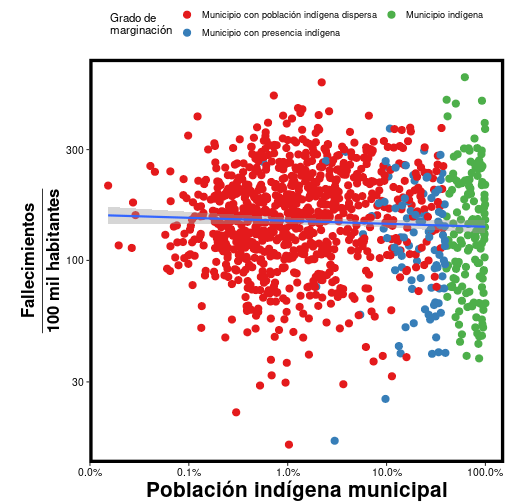 Grado de
marginación
Municipio con población indígena dispersa
Municipio indígena
Municipio con presencia indígena
Fallecimientos
100 mil habitantes
300
100
30
0.0%
0.1%
1.0%
10.0%
100.0%
Población indígena municipal